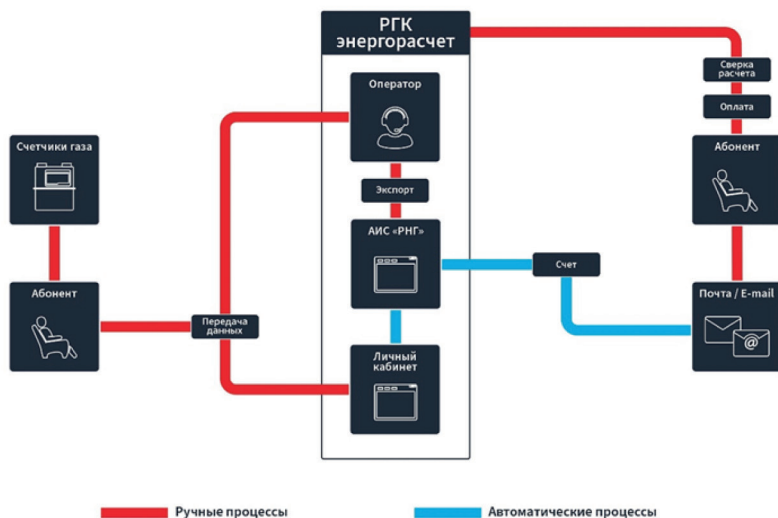 РГК
энергорасчет
Оператор
Сверка
расчета
Оплата
Счетчики газа
Абонент
Экспорт
АИС «РНГ»
Счет
Абонент
Почта / E-mail
Передача
данных
Личный
кабинет
Ручные процессы
Автоматические процессы